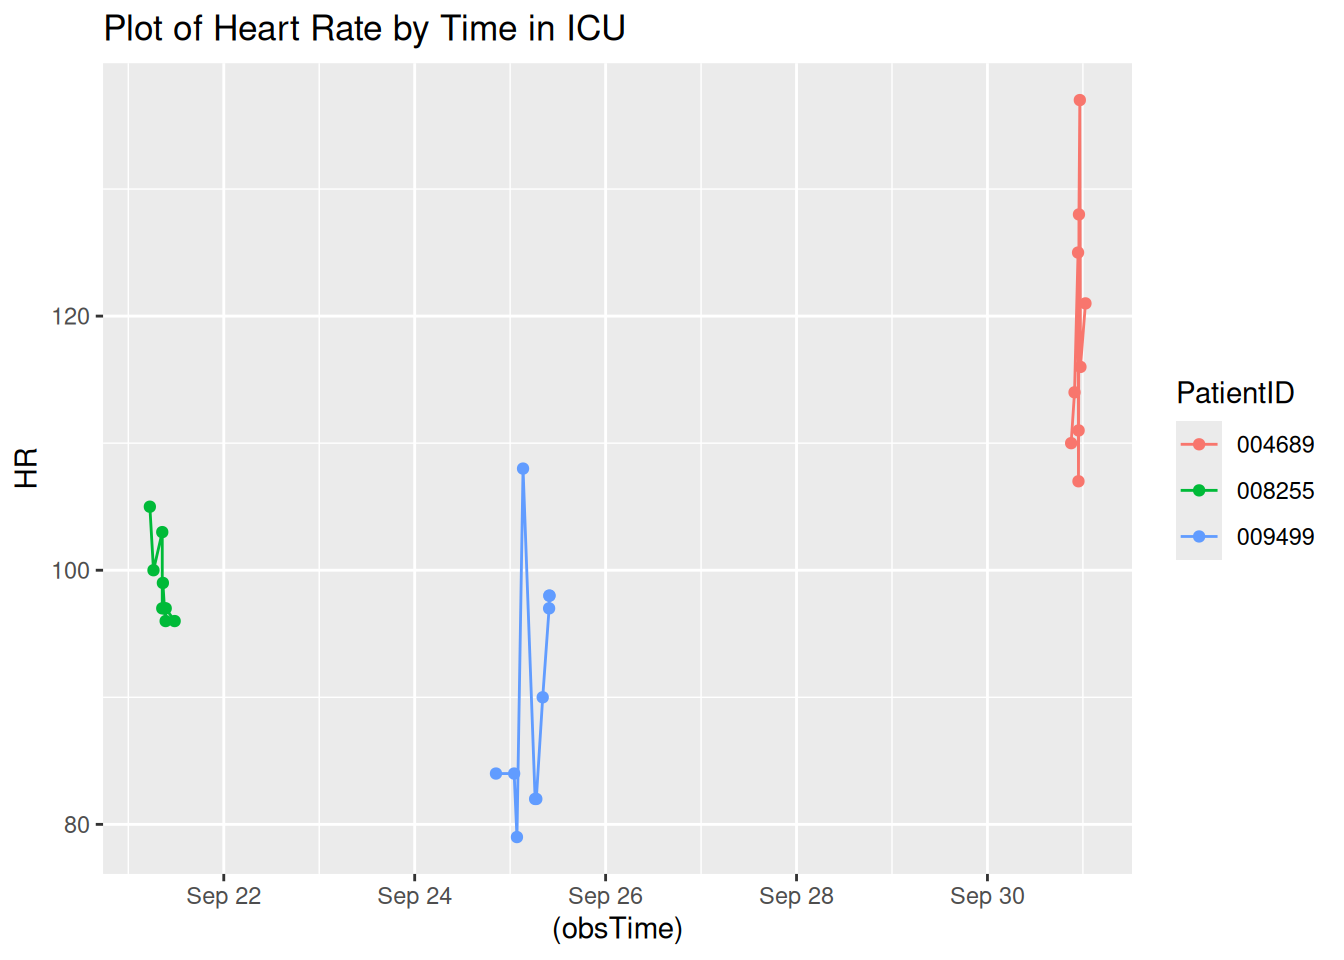 Plot of Heart Rate by Time in ICU
HR
120
100
80
Sep 22
Sep 24
Sep 26
Sep 28
Sep 30
(obsTime)
PatientID
004689
008255
009499